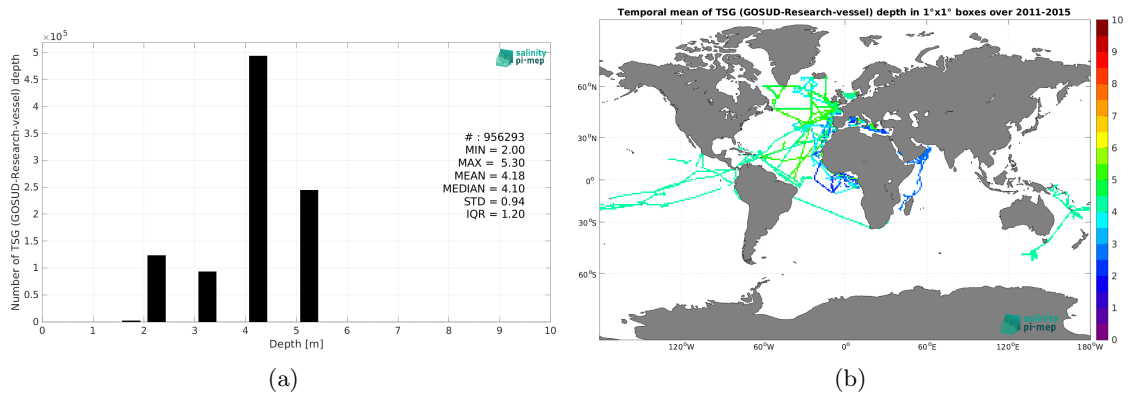 ×10⁵
5
4.5
4
3.5
3
2.5
2
1.5
1
0.5
0
Number of TSG (GOSUD-Research-vessel) depth
salinity
pi-mep
# : 956293
MIN = 2.00
MAX = 5.30
MEAN = 4.18
MEDIAN = 4.10
STD = 0.94
IQR = 1.20
0 1 2 3 4 5 6 7 8 9 10
Depth [m]
(a)
Temporal mean of TSG (GOSUD-Research-vessel) depth in 1°x1° boxes over 2011-2015
60°N
30°N
0°
30°S
60°S
120°W 60°W 0° 60°E 120°E 180°W
salinity
pi-mep
10
9
8
7
6
5
4
3
2
1
0
(b)